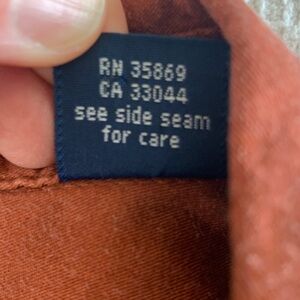 RN 35869
CA 33044
see side seam
for care